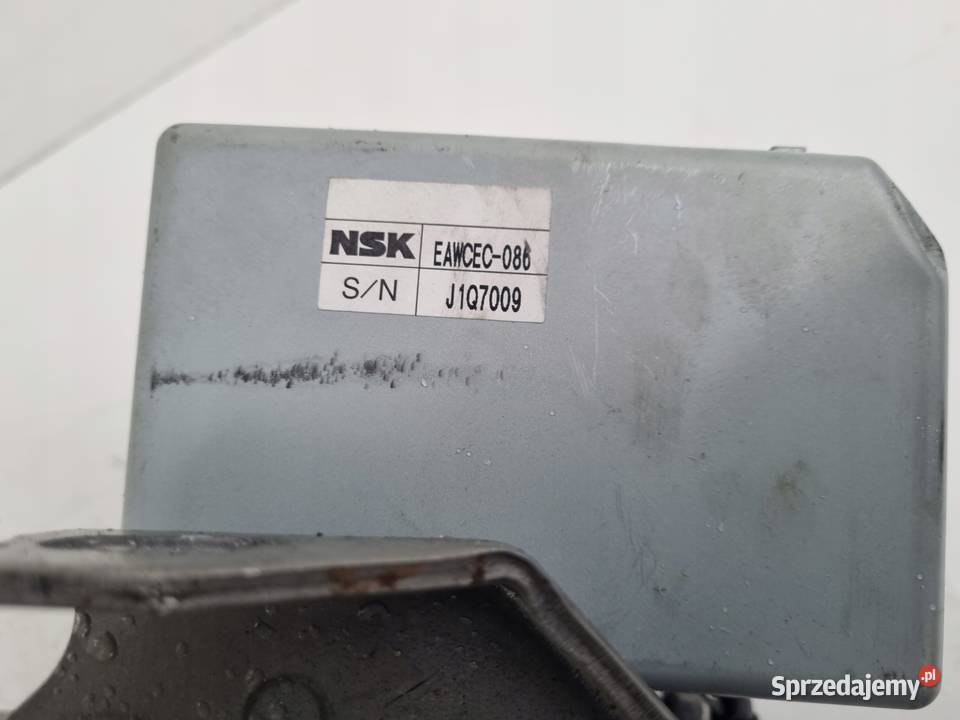 NSK EAWCEC-086
S/N J1Q7009
Sprzedajemy.pl